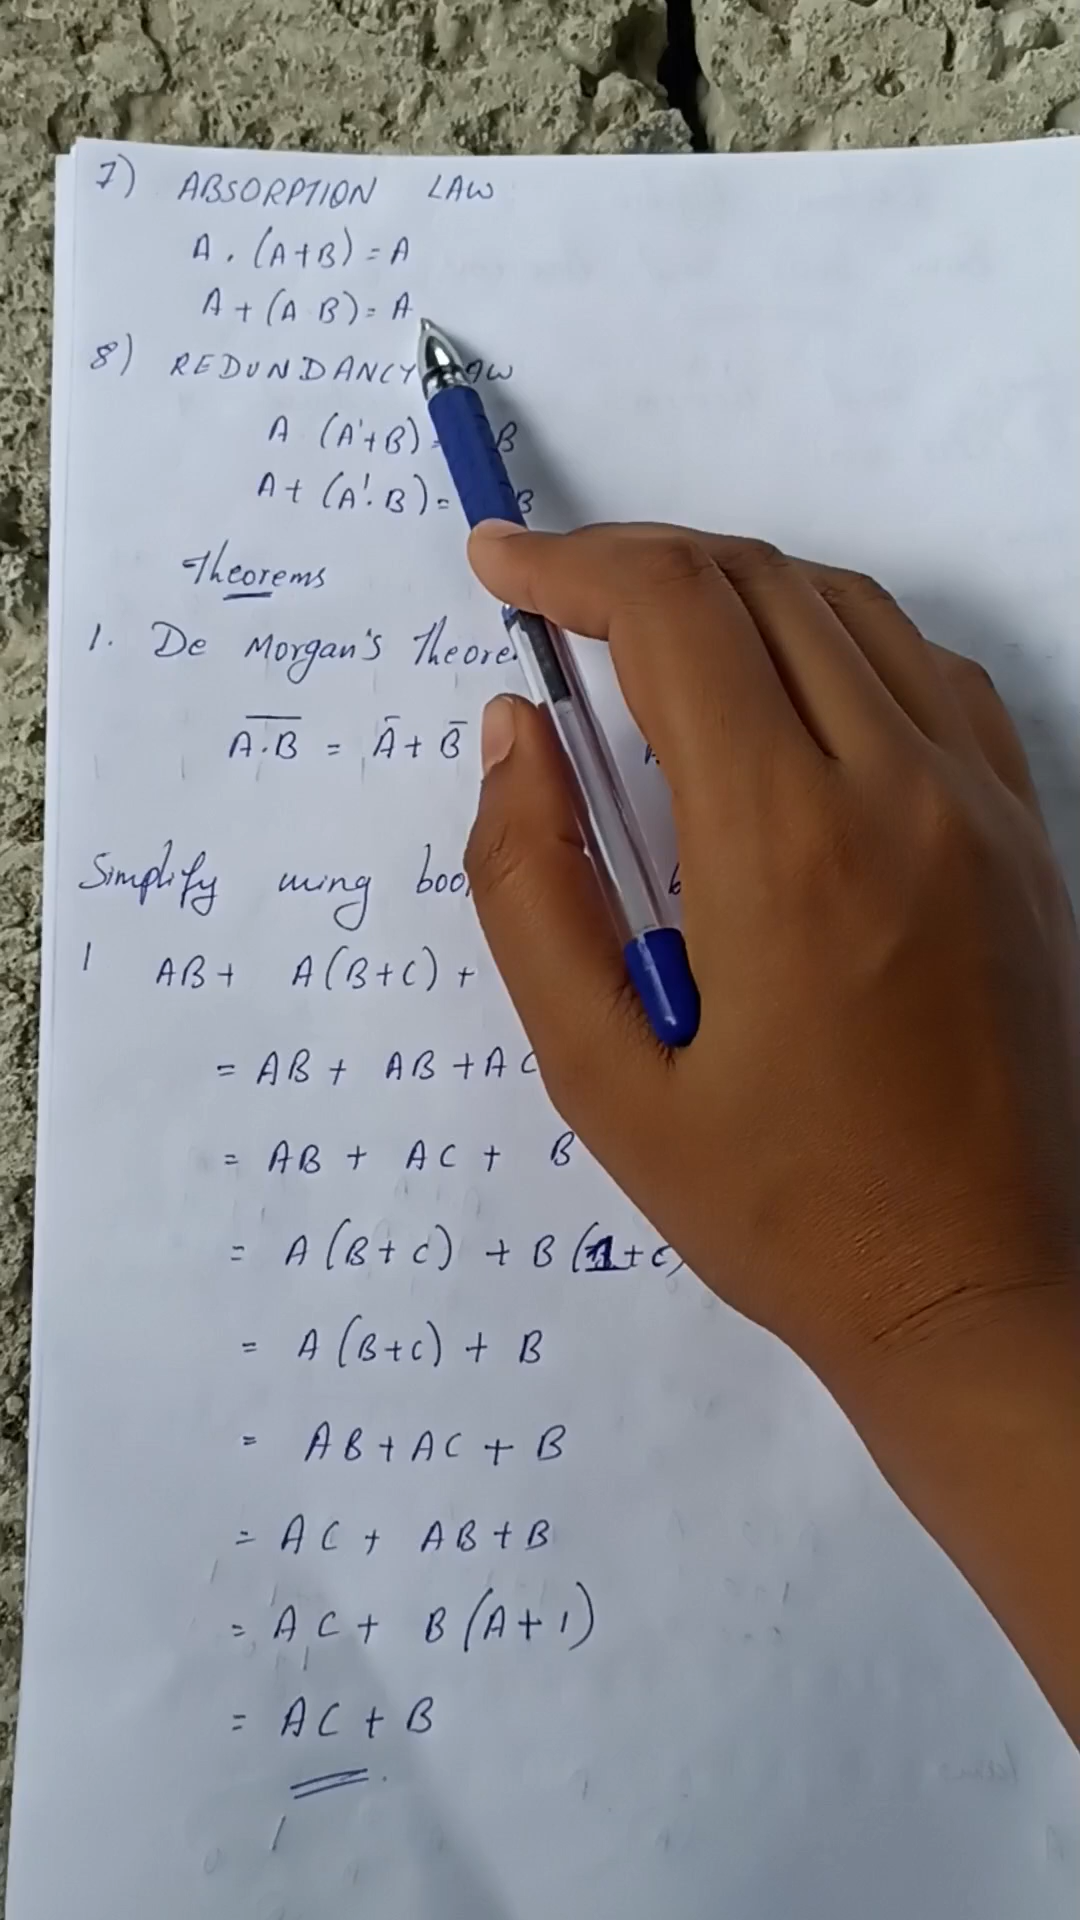 7) ABSORPTION LAW
A . (A+B) = A
A + (A B) = A
8) REDUNDANCY
A (A'+B) B
A + (A'. B) = B
Theorems
1. De Morgan's
A̅.̅B̅ = A̅ + B̅
Simplify using
1 AB + A(B+C) +
= AB + AB + AC
= AB + AC + B
= A(B+C) + B(1+C)
= A(B+C) + B
= AB + AC + B
= AC + AB + B
= AC + B(A+1)
= AC + B